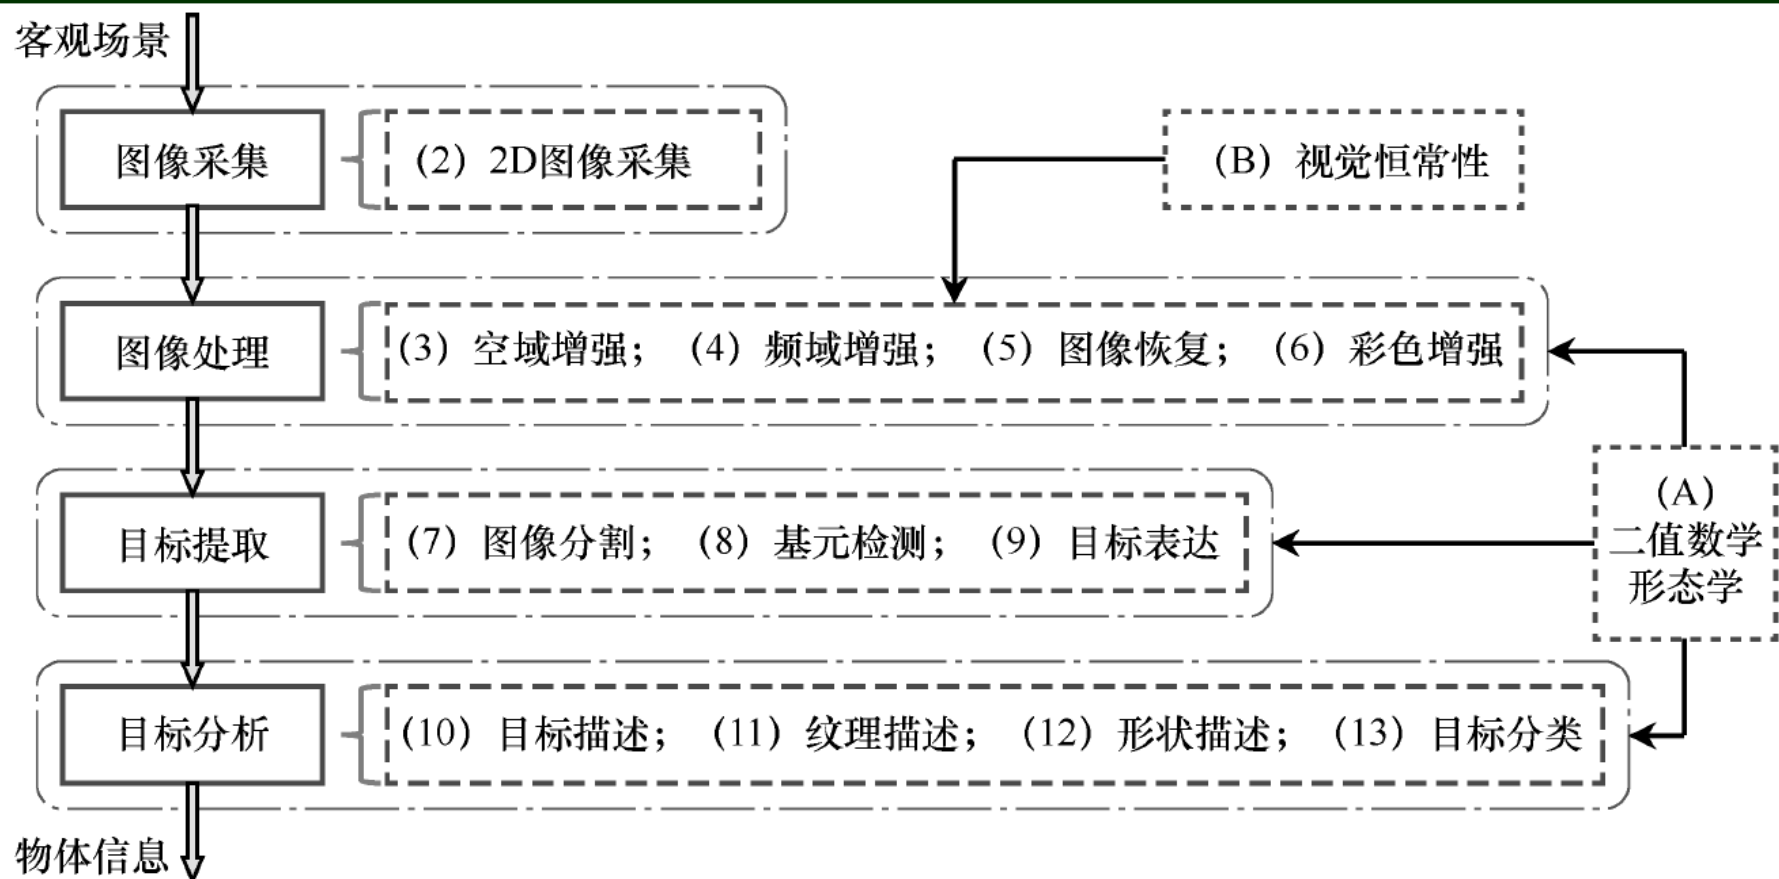 客观场景
图像采集
（2）2D图像采集
（B）视觉恒常性
图像处理
（3）空域增强；（4）频域增强；（5）图像恢复；（6）彩色增强
目标提取
（7）图像分割；（8）基元检测；（9）目标表达
（A）
二值数学
形态学
目标分析
（10）目标描述；（11）纹理描述；（12）形状描述；（13）目标分类
物体信息